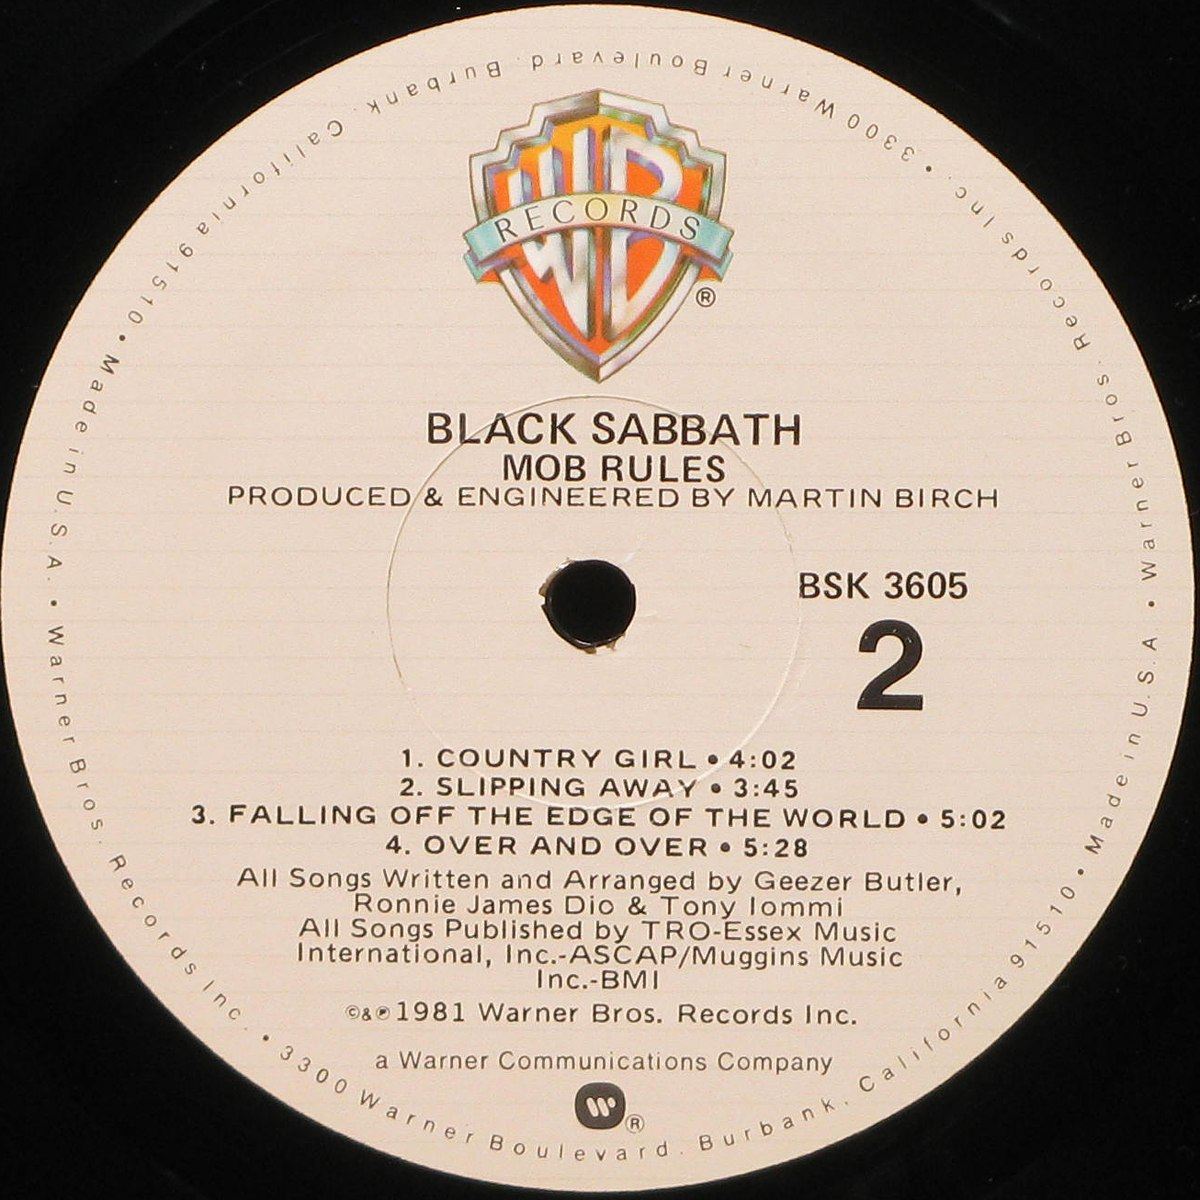 WB
RECORDS
®
BLACK SABBATH
MOB RULES
PRODUCED & ENGINEERED BY MARTIN BIRCH
BSK 3605
2
1. COUNTRY GIRL • 4:02
2. SLIPPING AWAY • 3:45
3. FALLING OFF THE EDGE OF THE WORLD • 5:02
4. OVER AND OVER • 5:28
All Songs Written and Arranged by Geezer Butler,
Ronnie James Dio & Tony Iommi
All Songs Published by TRO-Essex Music
International, Inc.-ASCAP/Muggins Music
Inc.-BMI
©&℗ 1981 Warner Bros. Records Inc.
a Warner Communications Company
®
Warner Bros. Records Inc. • 3300 Warner Boulevard. Burbank. California 91510 • Made in U.S.A. • Warner Bros. Records Inc. • 3300 Warner Boulevard. Burbank. California 91510 • Made in U.S.A •